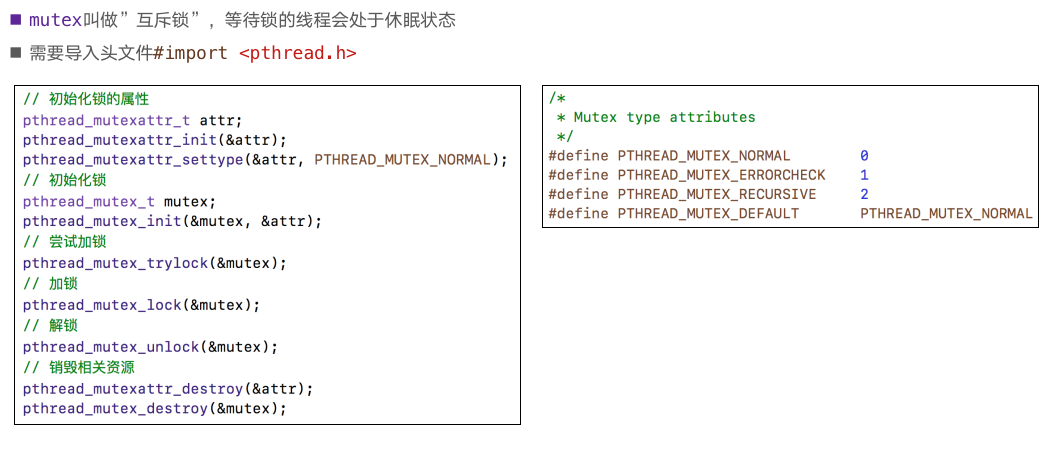 mutex叫做”互斥锁”，等待锁的线程会处于休眠状态
需要导入头文件#import <pthread.h>
// 初始化锁的属性
pthread_mutexattr_t attr;
pthread_mutexattr_init(&attr);
pthread_mutexattr_settype(&attr, PTHREAD_MUTEX_NORMAL);
// 初始化锁
pthread_mutex_t mutex;
pthread_mutex_init(&mutex, &attr);
// 尝试加锁
pthread_mutex_trylock(&mutex);
// 加锁
pthread_mutex_lock(&mutex);
// 解锁
pthread_mutex_unlock(&mutex);
// 销毁相关资源
pthread_mutexattr_destroy(&attr);
pthread_mutex_destroy(&mutex);
/*
 * Mutex type attributes
 */
#define PTHREAD_MUTEX_NORMAL 0
#define PTHREAD_MUTEX_ERRORCHECK 1
#define PTHREAD_MUTEX_RECURSIVE 2
#define PTHREAD_MUTEX_DEFAULT PTHREAD_MUTEX_NORMAL